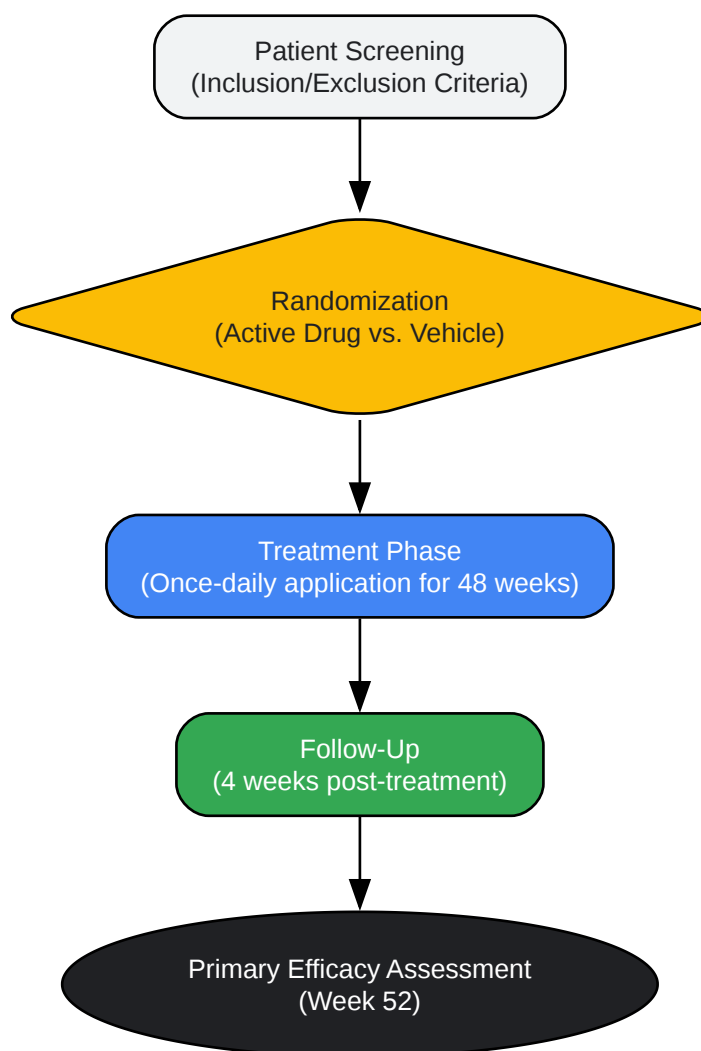 Patient Screening
(Inclusion/Exclusion Criteria)
Randomization
(Active Drug vs. Vehicle)
Treatment Phase
(Once-daily application for 48 weeks)
Follow-Up
(4 weeks post-treatment)
Primary Efficacy Assessment
(Week 52)